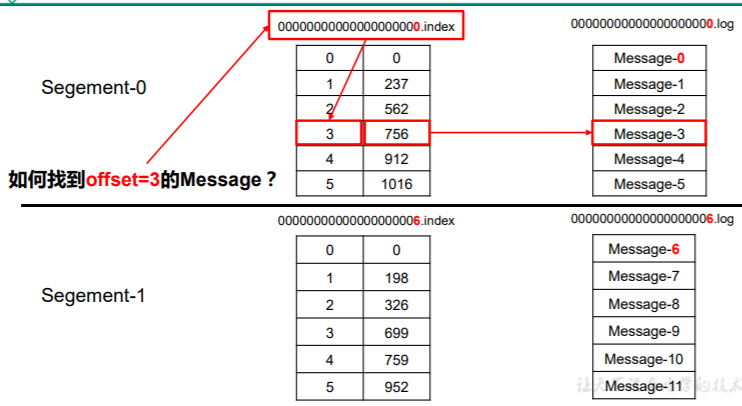 00000000000000000000.index
00000000000000000000.log
Segement-0
0 0
1 237
2 562
3 756
4 912
5 1016
Message-0
Message-1
Message-2
Message-3
Message-4
Message-5
如何找到offset=3的Message？
00000000000000000006.index
00000000000000000006.log
Segement-1
0 0
1 198
2 326
3 699
4 759
5 952
Message-6
Message-7
Message-8
Message-9
Message-10
Message-11